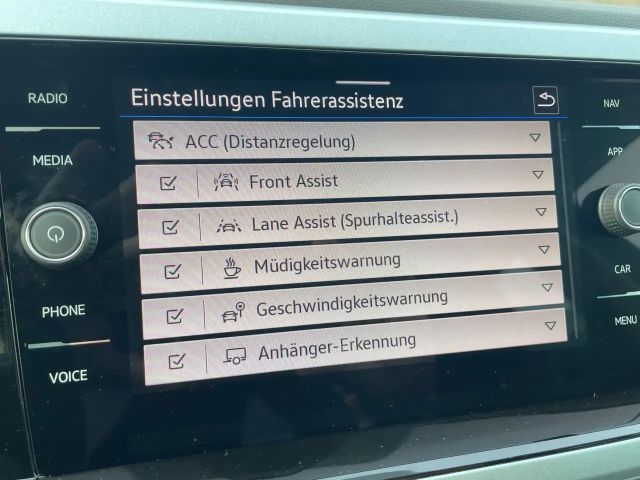 RADIO
MEDIA
PHONE
VOICE
Einstellungen Fahrerassistenz
ACC (Distanzregelung)
Front Assist
Lane Assist (Spurhalteassist.)
Müdigkeitswarnung
Geschwindigkeitswarnung
Anhänger-Erkennung
NAV
APP
CAR
MENU